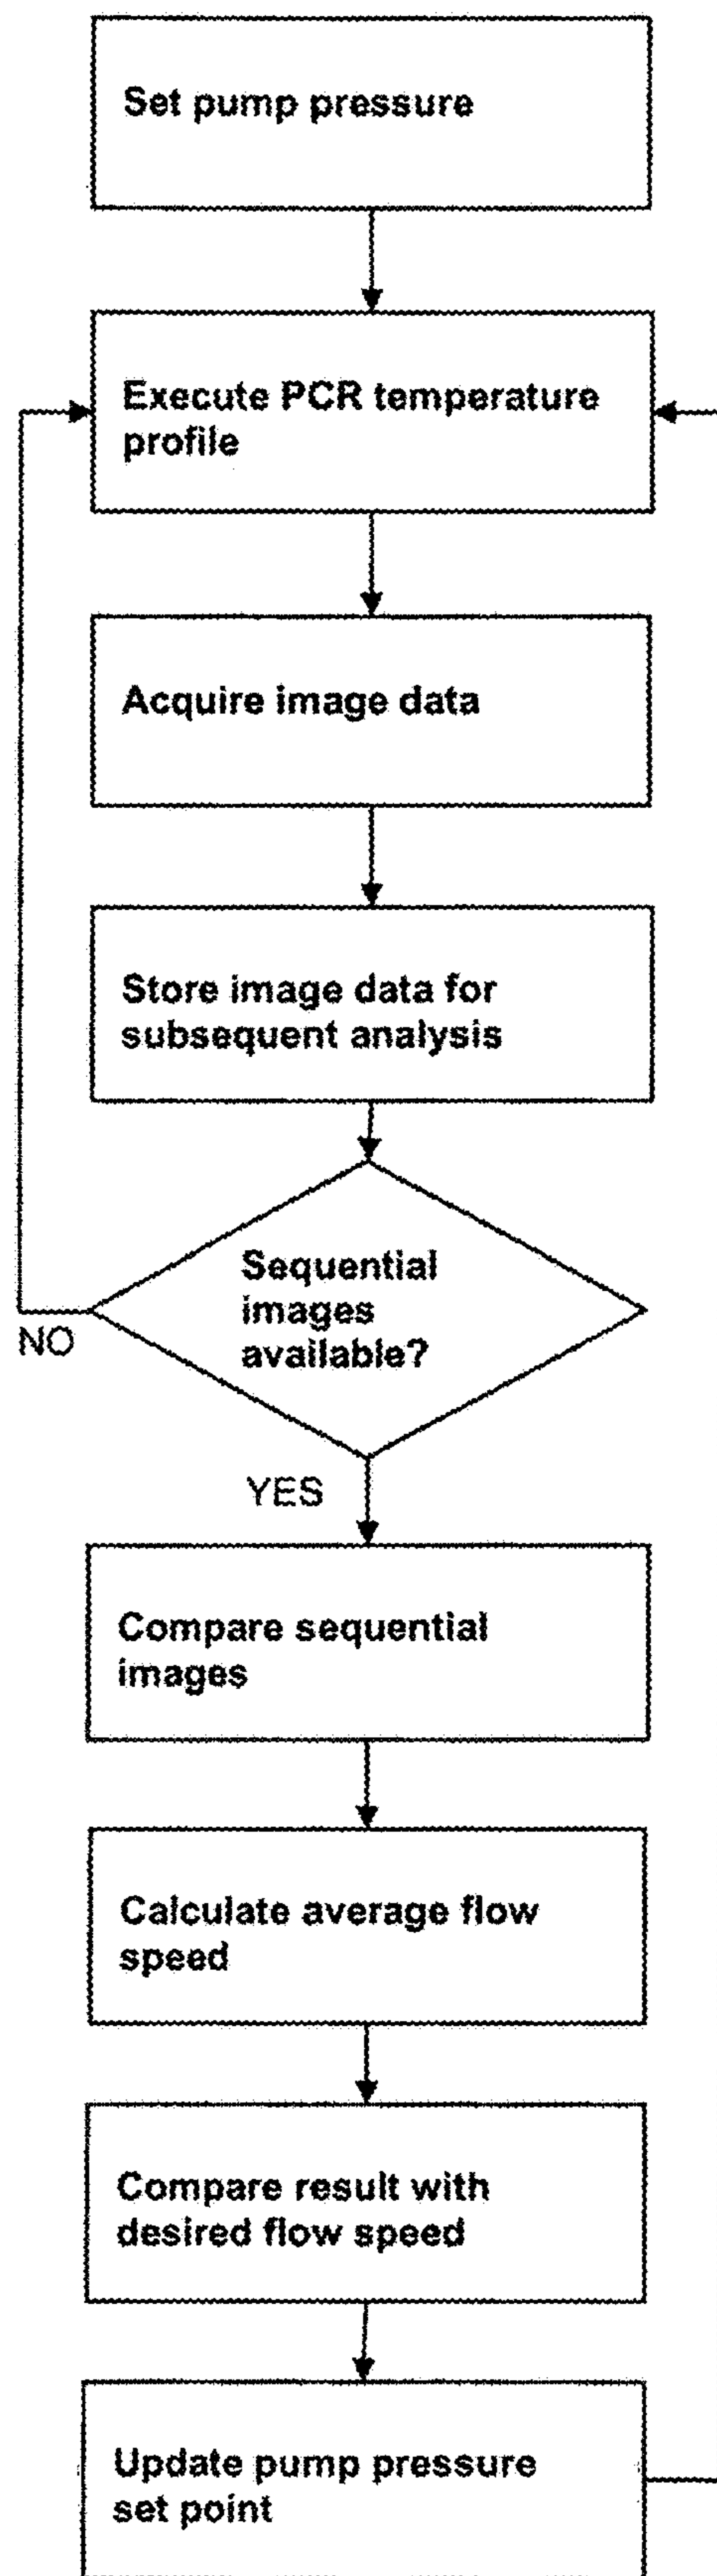 Set pump pressure
Execute PCR temperature
profile
Acquire image data
Store image data for
subsequent analysis
Sequential
images
available?
NO
YES
Compare sequential
images
Calculate average flow
speed
Compare result with
desired flow speed
Update pump pressure
set point